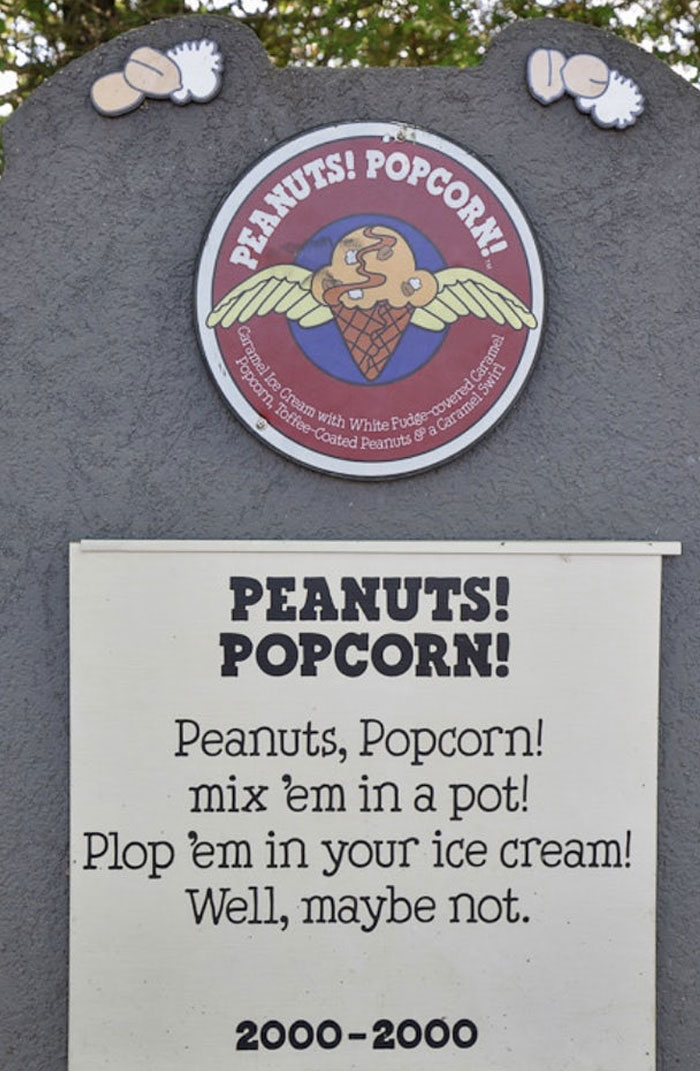 PEANUTS! POPCORN!™
Caramel Ice Cream with White Fudge-covered Caramel
Popcorn, Toffee-Coated Peanuts & a Caramel Swirl
PEANUTS!
POPCORN!
Peanuts, Popcorn!
mix 'em in a pot!
Plop 'em in your ice cream!
Well, maybe not.
2000-2000